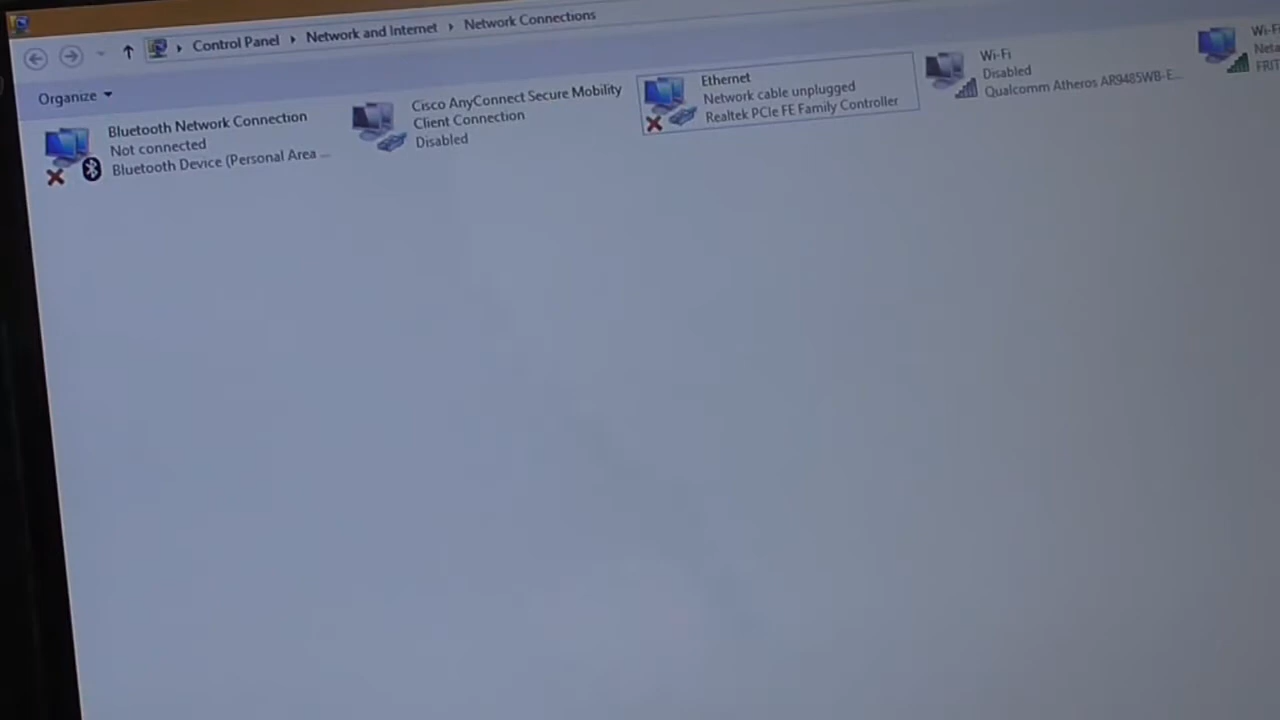 Control Panel
Network and Internet
Network Connections
Organize
Bluetooth Network Connection
Not connected
Bluetooth Device (Personal Area ...
Cisco AnyConnect Secure Mobility
Client Connection
Disabled
Ethernet
Network cable unplugged
Realtek PCIe FE Family Controller
Wi-Fi
Disabled
Qualcomm Atheros AR9485WB-E...